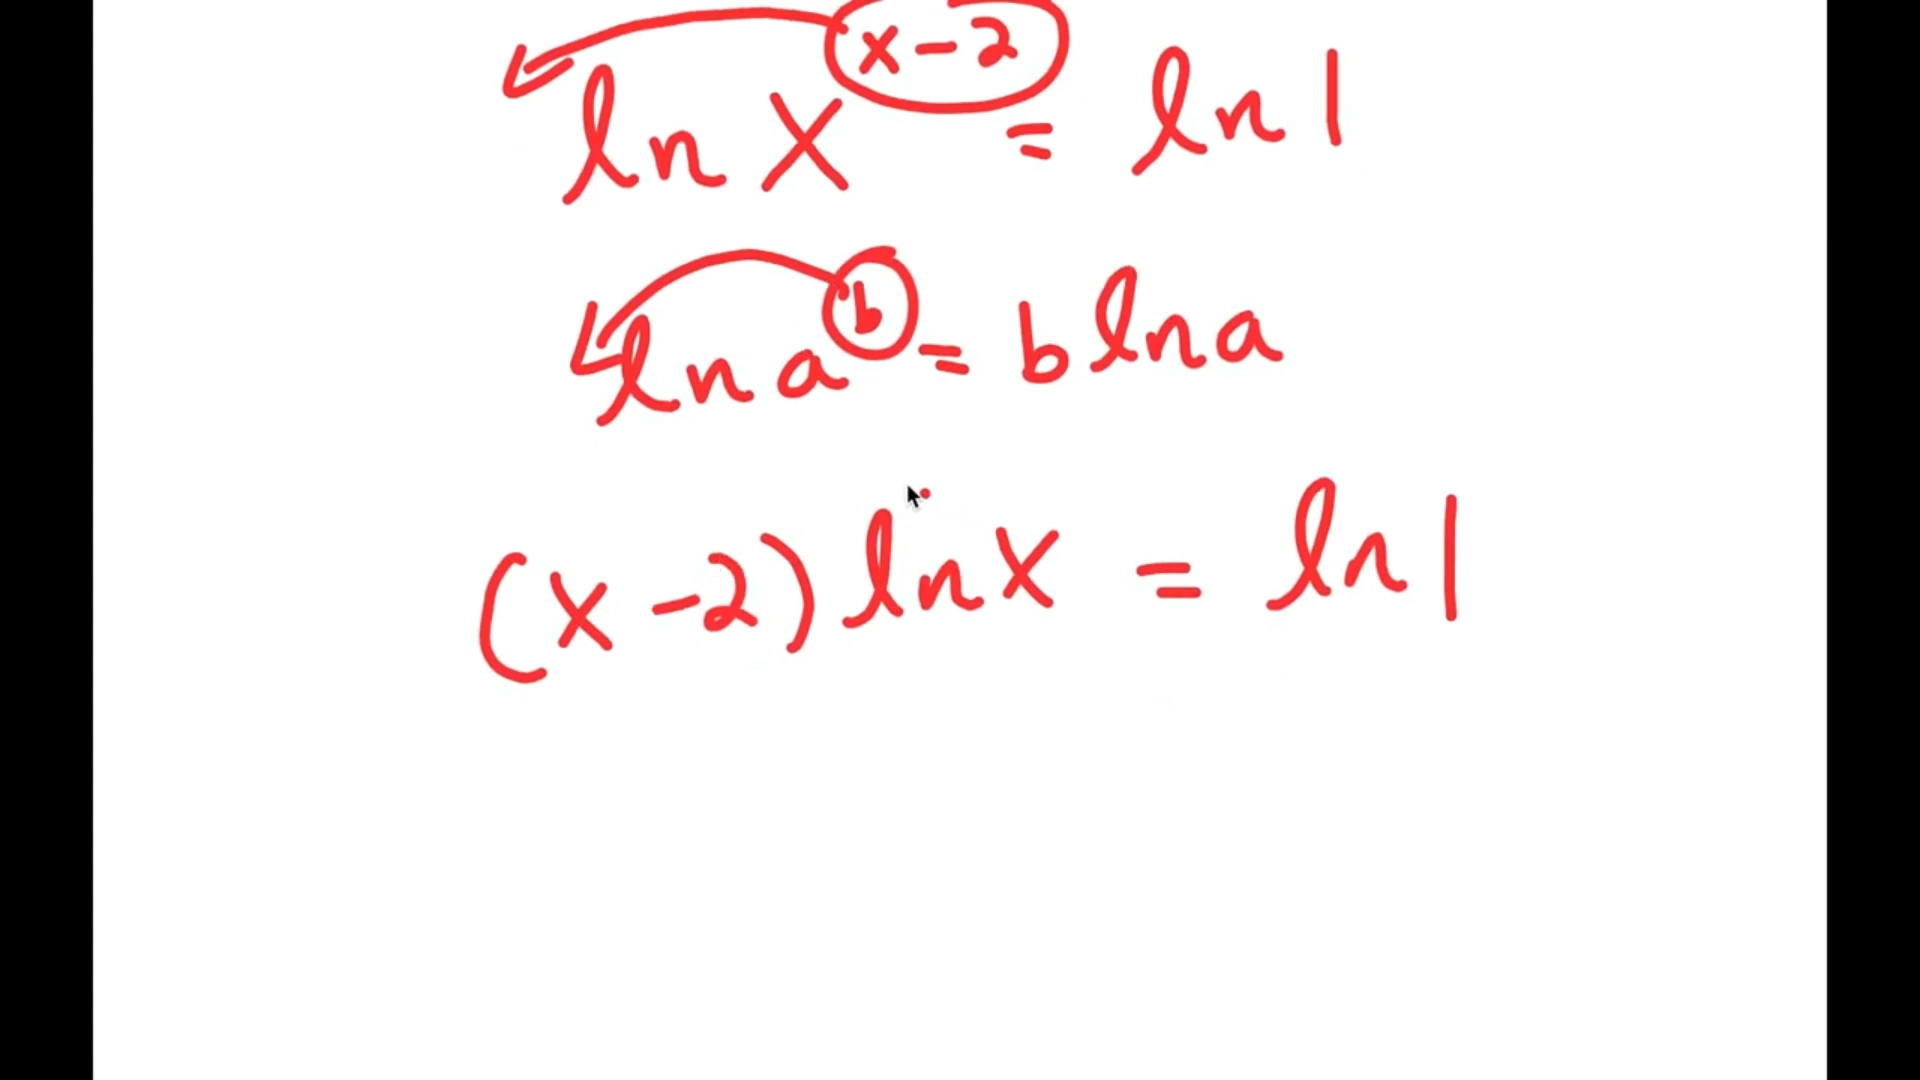 ln x^(x-2) = ln 1
ln a^b = b ln a
(x-2) ln x = ln 1